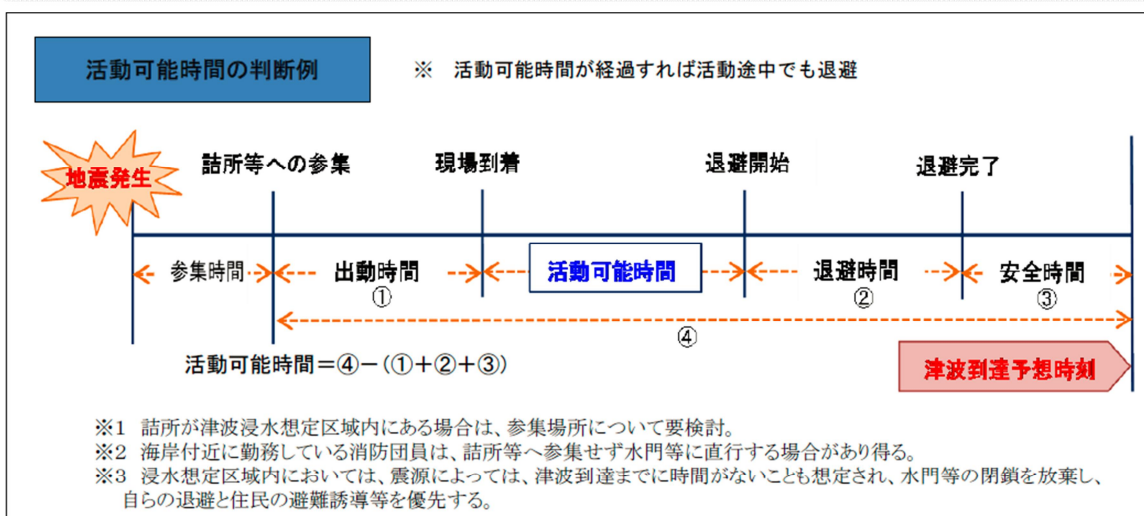 活動可能時間の判断例
※ 活動可能時間が経過すれば活動途中でも退避
地震発生
詰所等への参集
現場到着
退避開始
退避完了
参集時間
出動時間
①
活動可能時間
退避時間
②
安全時間
③
④
活動可能時間＝④－(①＋②＋③)
津波到達予想時刻
※1 詰所が津波浸水想定区域内にある場合は、参集場所について要検討。
※2 海岸付近に勤務している消防団員は、詰所等へ参集せず水門等に直行する場合があり得る。
※3 浸水想定区域内においては、震源によっては、津波到達までに時間がないことも想定され、水門等の閉鎖を放棄し、
自らの退避と住民の避難誘導等を優先する。